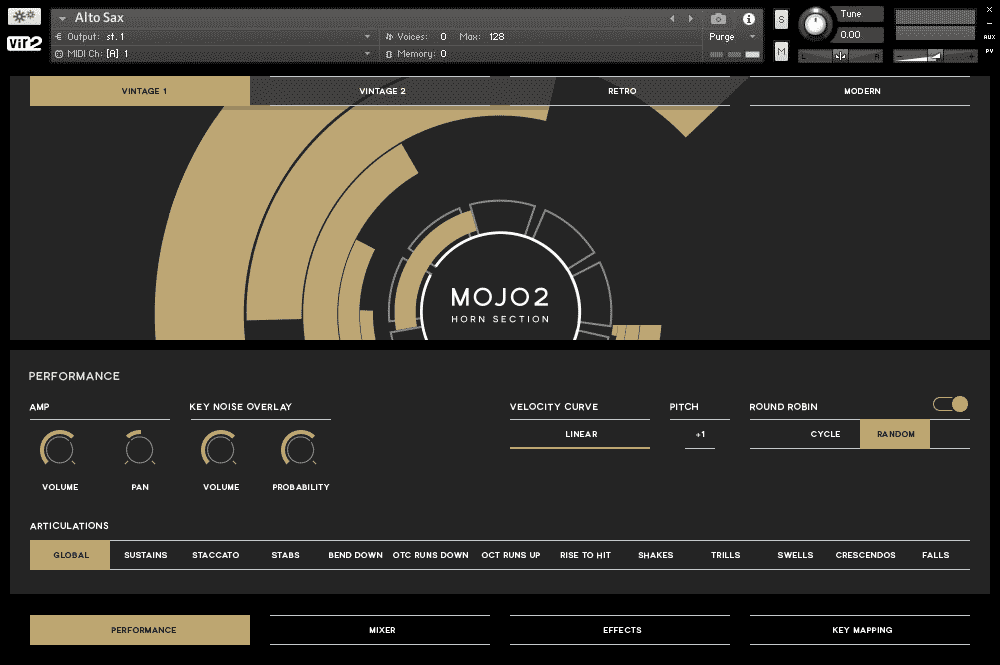 Alto Sax
Output: st. 1
Voices: 0 Max: 128
Purge
MIDI Ch: [A] 1
Memory: 0
S
M
Tune
0.00
L R
- +
×
-
AUX
PV
vir2
VINTAGE 1
VINTAGE 2
RETRO
MODERN
MOJO2
HORN SECTION
PERFORMANCE
AMP
KEY NOISE OVERLAY
VELOCITY CURVE
PITCH
ROUND ROBIN
LINEAR
+1
CYCLE
RANDOM
VOLUME
PAN
VOLUME
PROBABILITY
ARTICULATIONS
GLOBAL
SUSTAINS
STACCATO
STABS
BEND DOWN
OTC RUNS DOWN
OCT RUNS UP
RISE TO HIT
SHAKES
TRILLS
SWELLS
CRESCENDOS
FALLS
PERFORMANCE
MIXER
EFFECTS
KEY MAPPING